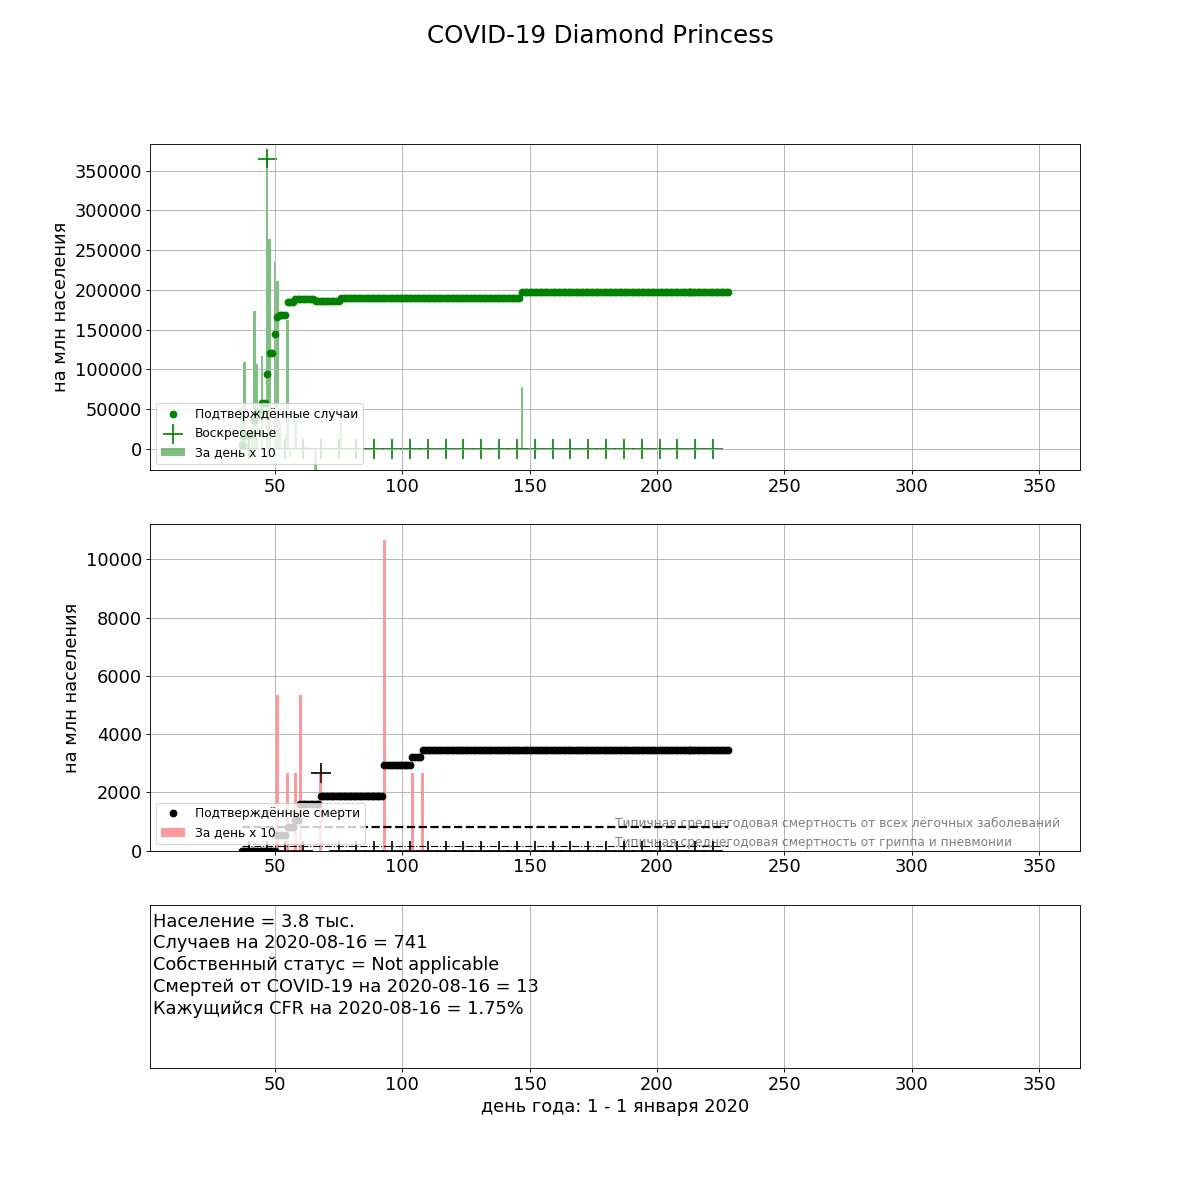 COVID-19 Diamond Princess
на млн населения
350000
300000
250000
200000
150000
100000
50000
0
Подтверждённые случаи
Воскресенье
За день x 10
50 100 150 200 250 300 350
на млн населения
10000
8000
6000
4000
2000
0
Подтверждённые смерти
За день x 10
Типичная среднегодовая смертность от всех лёгочных заболеваний
Типичная среднегодовая смертность от гриппа и пневмонии
50 100 150 200 250 300 350
Население = 3.8 тыс.
Случаев на 2020-08-16 = 741
Собственный статус = Not applicable
Смертей от COVID-19 на 2020-08-16 = 13
Кажущийся CFR на 2020-08-16 = 1.75%
50 100 150 200 250 300 350
день года: 1 - 1 января 2020